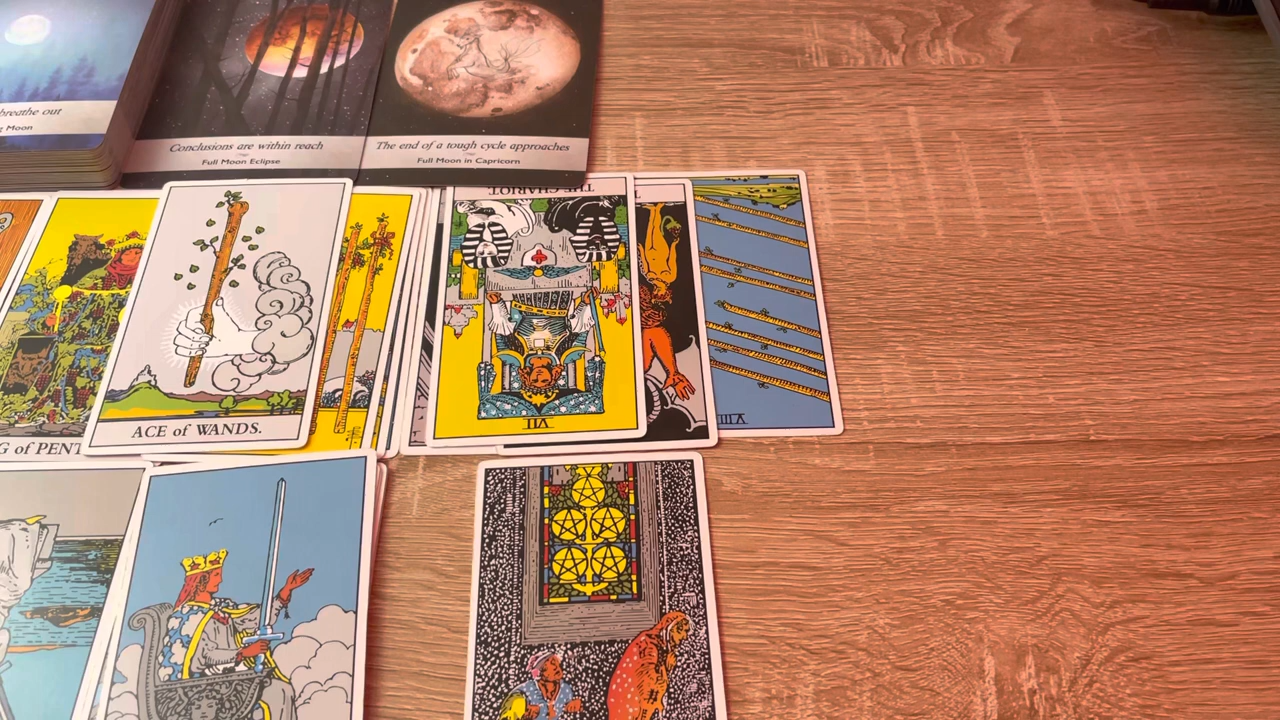 breathe out
g Moon
Conclusions are within reach
Full Moon Eclipse
The end of a tough cycle approaches
Full Moon in Capricorn
THE CHARIOT.
VII
VIII
ACE of WANDS.
G of PENT